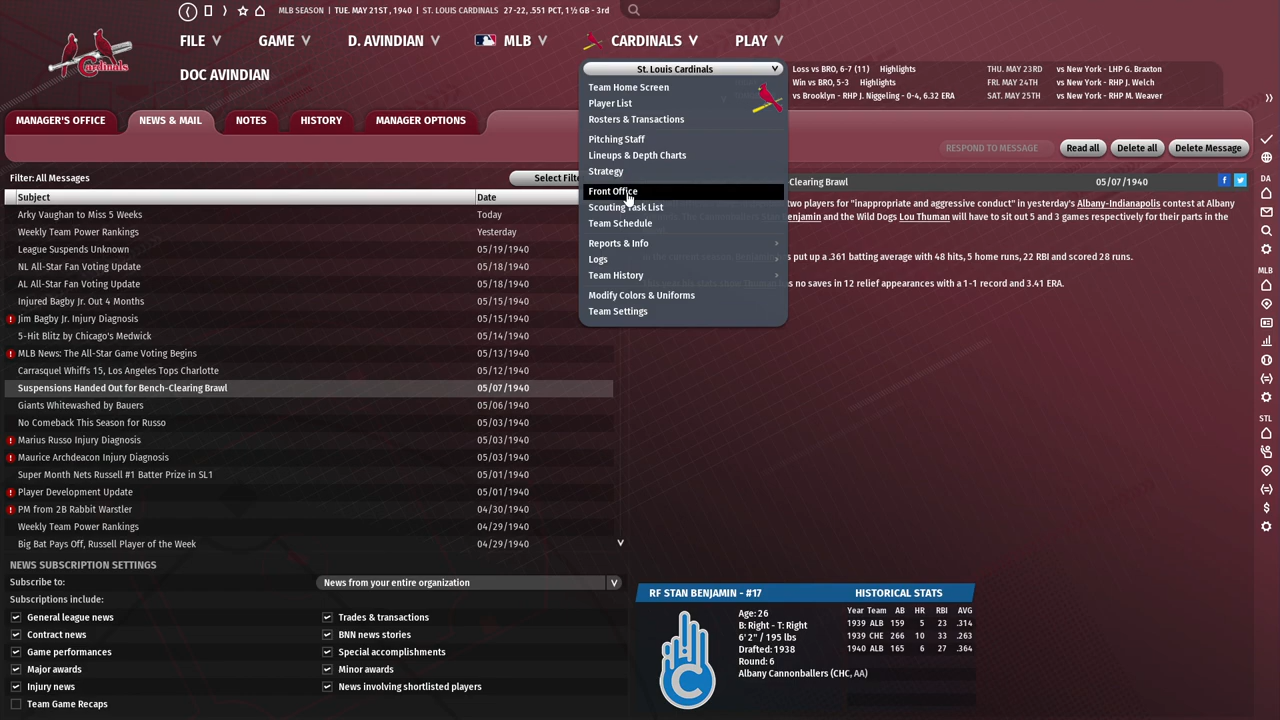 MLB SEASON | TUE. MAY 21ST, 1940 | ST. LOUIS CARDINALS 27-22, .551 PCT, 1½ GB - 3rd
Cardinals
FILE GAME D. AVINDIAN MLB CARDINALS PLAY
DOC AVINDIAN
St. Louis Cardinals
Team Home Screen
Player List
Rosters & Transactions
Pitching Staff
Lineups & Depth Charts
Strategy
Front Office
Scouting Task List
Team Schedule
Reports & Info
Logs
Team History
Modify Colors & Uniforms
Team Settings
Loss vs BRO, 6-7 (11) Highlights THU. MAY 23RD vs New York - LHP G. Braxton
Win vs BRO, 5-3 Highlights FRI. MAY 24TH vs New York - RHP J. Welch
vs Brooklyn - RHP J. Niggeling - 0-4, 6.32 ERA SAT. MAY 25TH vs New York - RHP M. Weaver
MANAGER'S OFFICE NEWS & MAIL NOTES HISTORY MANAGER OPTIONS
RESPOND TO MESSAGE Read all Delete all Delete Message
Filter: All Messages
Subject Date
Arky Vaughan to Miss 5 Weeks Today
Weekly Team Power Rankings Yesterday
League Suspends Unknown 05/19/1940
NL All-Star Fan Voting Update 05/18/1940
AL All-Star Fan Voting Update 05/18/1940
Injured Bagby Jr. Out 4 Months 05/15/1940
Jim Bagby Jr. Injury Diagnosis 05/15/1940
5-Hit Blitz by Chicago's Medwick 05/14/1940
MLB News: The All-Star Game Voting Begins 05/13/1940
Carrasquel Whiffs 15, Los Angeles Tops Charlotte 05/12/1940
Suspensions Handed Out for Bench-Clearing Brawl 05/07/1940
Giants Whitewashed by Bauers 05/06/1940
No Comeback This Season for Russo 05/03/1940
Marius Russo Injury Diagnosis 05/03/1940
Maurice Archdeacon Injury Diagnosis 05/03/1940
Super Month Nets Russell #1 Batter Prize in SL1 05/01/1940
Player Development Update 05/01/1940
PM from 2B Rabbit Warstler 04/30/1940
Weekly Team Power Rankings 04/29/1940
Big Bat Pays Off, Russell Player of the Week 04/29/1940
Select
-Clearing Brawl 05/07/1940
two players for "inappropriate and aggressive conduct" in yesterday's Albany-Indianapolis contest at Albany
and the Wild Dogs Lou Thuman will have to sit out 5 and 3 games respectively for their parts in the
put up a .361 batting average with 48 hits, 5 home runs, 22 RBI and scored 28 runs.
has no saves in 12 relief appearances with a 1-1 record and 3.41 ERA.
NEWS SUBSCRIPTION SETTINGS
Subscribe to: News from your entire organization
Subscriptions include:
General league news Trades & transactions
Contract news BNN news stories
Game performances Special accomplishments
Major awards Minor awards
Injury news News involving shortlisted players
Team Game Recaps
RF STAN BENJAMIN - #17
Age: 26
B: Right - T: Right
6' 2" / 195 lbs
Drafted: 1938
Round: 6
Albany Cannonballers (CHC, AA)
HISTORICAL STATS
Year Team AB HR RBI AVG
1939 ALB 159 5 23 .314
1939 CHE 266 10 33 .263
1940 ALB 165 6 27 .364
DA
MLB
STL